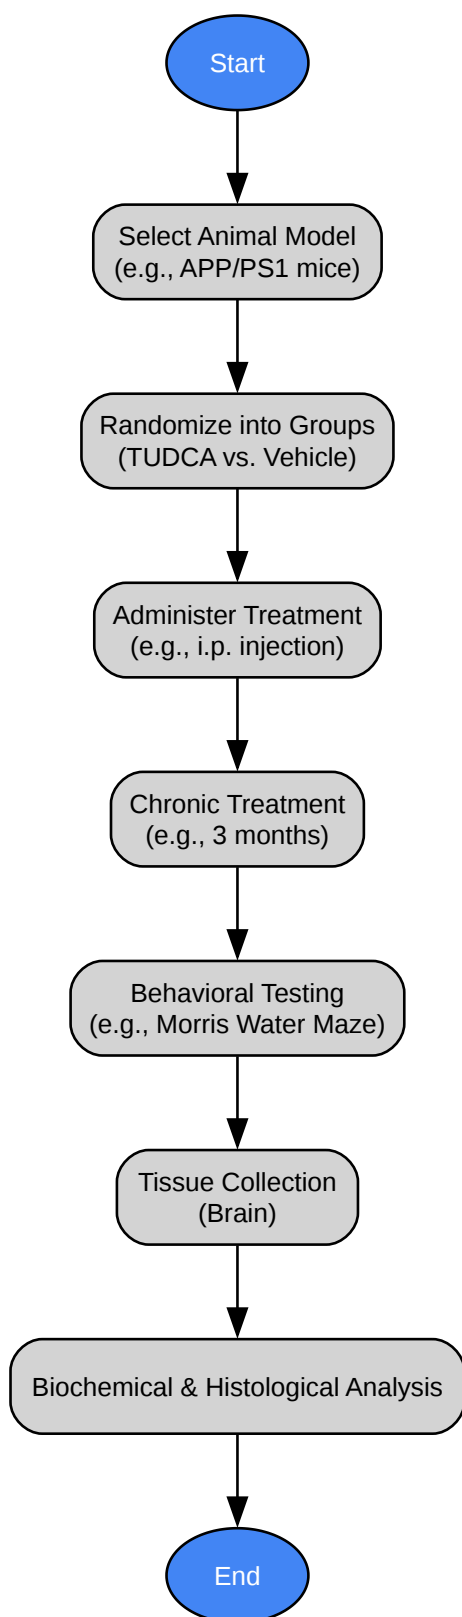 Start
Select Animal Model
(e.g., APP/PS1 mice)
Randomize into Groups
(TUDCA vs. Vehicle)
Administer Treatment
(e.g., i.p. injection)
Chronic Treatment
(e.g., 3 months)
Behavioral Testing
(e.g., Morris Water Maze)
Tissue Collection
(Brain)
Biochemical & Histological Analysis
End